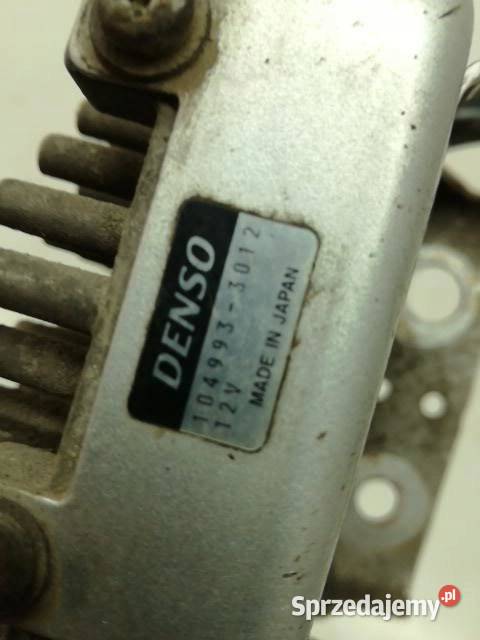 DENSO
104993-3012
12V
MADE IN JAPAN
Sprzedajemy.pl